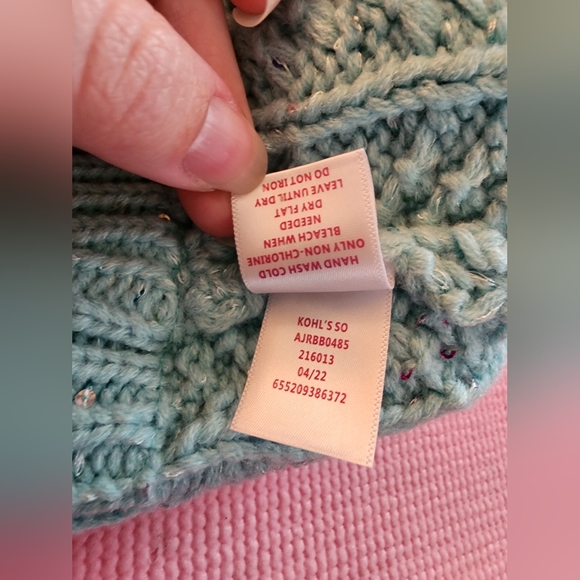 HAND WASH COLD
ONLY NON-CHLORINE
BLEACH WHEN
NEEDED
DRY FLAT
LEAVE UNTIL DRY
DO NOT IRON
KOHL'S SO
AJRBB0485
216013
04/22
655209386372